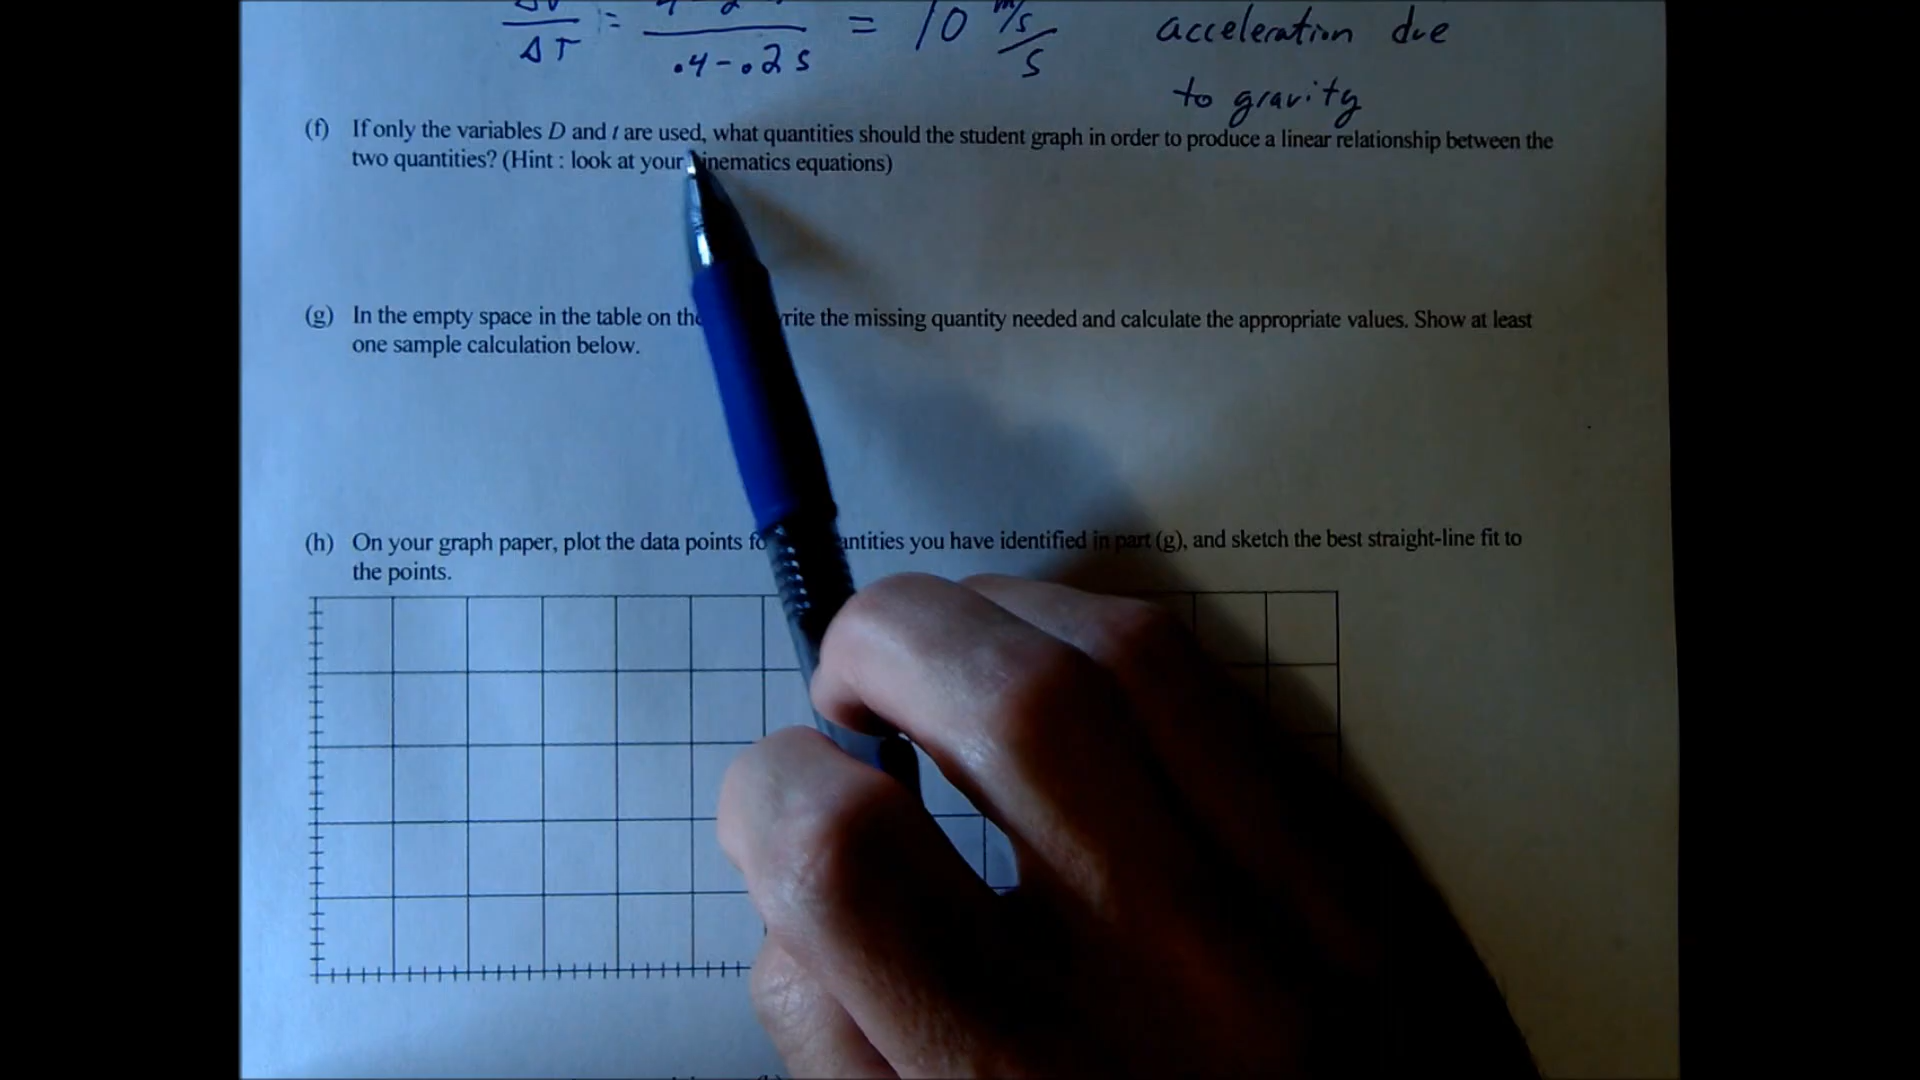 ΔT = .4-.2s = 10 m/s/s acceleration due
to gravity
(f) If only the variables D and t are used, what quantities should the student graph in order to produce a linear relationship between the
two quantities? (Hint : look at your kinematics equations)
(g) In the empty space in the table on the rite the missing quantity needed and calculate the appropriate values. Show at least
one sample calculation below.
(h) On your graph paper, plot the data points antities you have identified in part (g), and sketch the best straight-line fit to
the points.